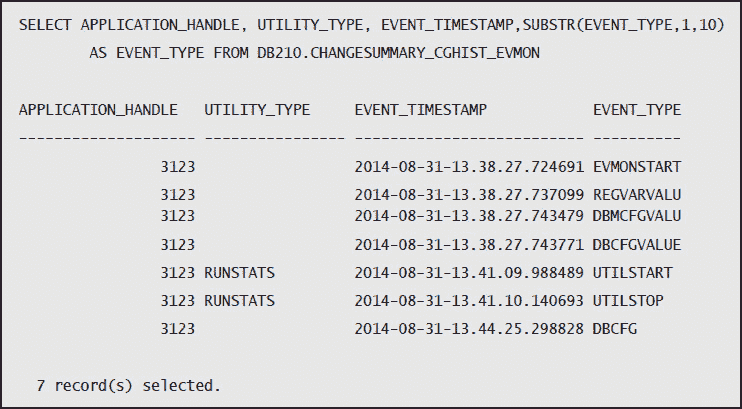 SELECT APPLICATION_HANDLE, UTILITY_TYPE, EVENT_TIMESTAMP,SUBSTR(EVENT_TYPE,1,10)
AS EVENT_TYPE FROM DB210.CHANGESUMMARY_CGHIST_EVMON
APPLICATION_HANDLE UTILITY_TYPE EVENT_TIMESTAMP EVENT_TYPE
-------------------- ---------------- -------------------------- ----------
3123 2014-08-31-13.38.27.724691 EVMONSTART
3123 2014-08-31-13.38.27.737099 REGVARVALU
3123 2014-08-31-13.38.27.743479 DBMCFGVALU
3123 2014-08-31-13.38.27.743771 DBCFGVALUE
3123 RUNSTATS 2014-08-31-13.41.09.988489 UTILSTART
3123 RUNSTATS 2014-08-31-13.41.10.140693 UTILSTOP
3123 2014-08-31-13.44.25.298828 DBCFG
7 record(s) selected.